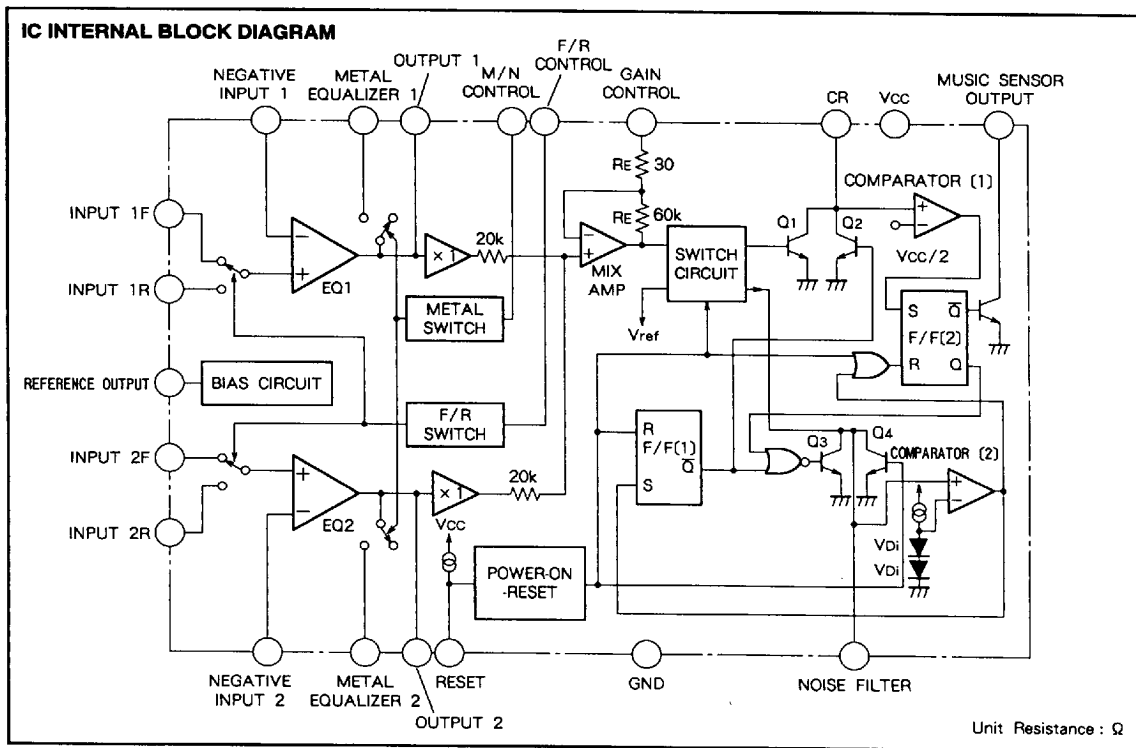 IC INTERNAL BLOCK DIAGRAM
F/R
CONTROL
OUTPUT 1
M/N
CONTROL
NEGATIVE
INPUT 1
METAL
EQUALIZER 1
GAIN
CONTROL
CR
VCC
MUSIC SENSOR
OUTPUT
RE 30
RE 60k
COMPARATOR (1)
INPUT 1F
INPUT 1R
−
+
EQ1
× 1
20k
−
+
MIX
AMP
SWITCH
CIRCUIT
Vref
Q1
Q2
+
−
VCC/2
METAL
SWITCH
S Q
F/F(2)
R Q
REFERENCE OUTPUT
BIAS CIRCUIT
F/R
SWITCH
R
F/F(1)
Q
S
Q3
Q4
COMPARATOR (2)
+
−
INPUT 2F
INPUT 2R
+
−
EQ2
× 1
20k
VCC
VDi
VDi
POWER-ON
-RESET
NEGATIVE
INPUT 2
METAL
EQUALIZER 2
OUTPUT 2
RESET
GND
NOISE FILTER
Unit Resistance : Ω